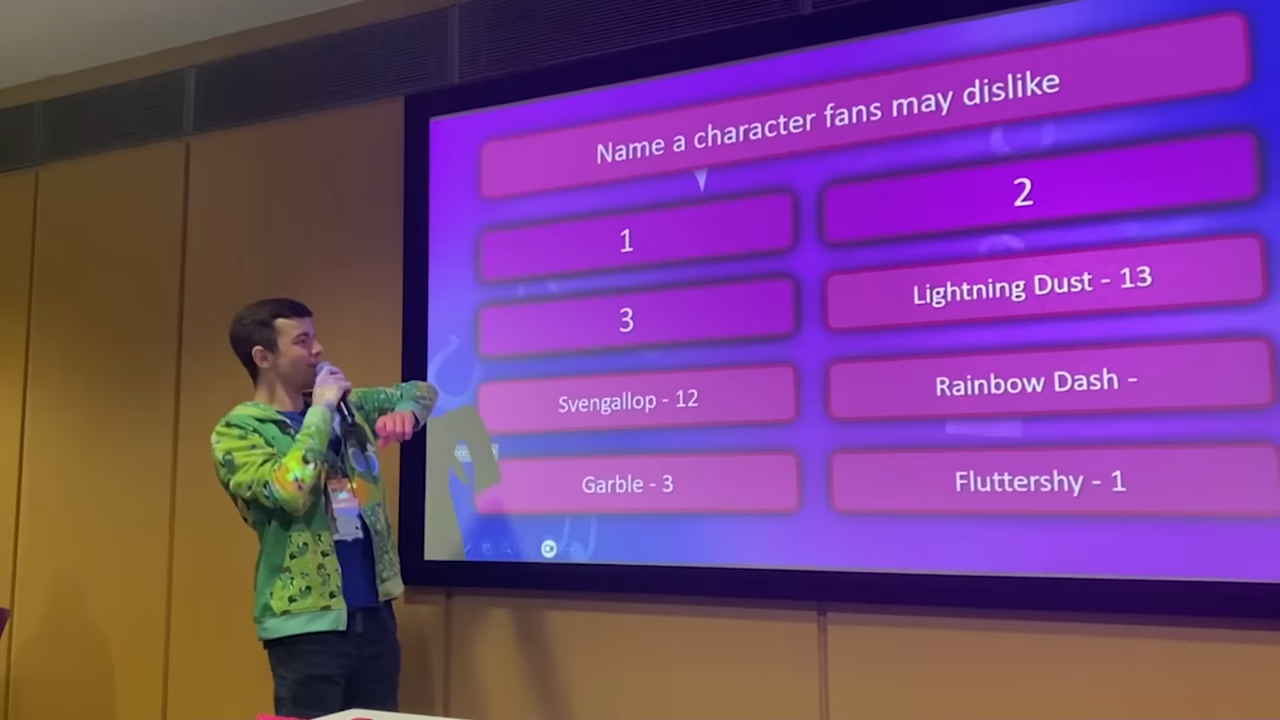 Name a character fans may dislike
1
2
3
Lightning Dust - 13
Svengallop - 12
Rainbow Dash -
Garble - 3
Fluttershy - 1